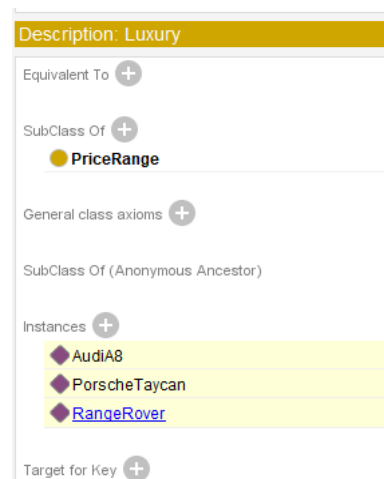 Description: Luxury
Equivalent To
SubClass Of
PriceRange
General class axioms
SubClass Of (Anonymous Ancestor)
Instances
AudiA8
PorscheTaycan
RangeRover
Target for Key